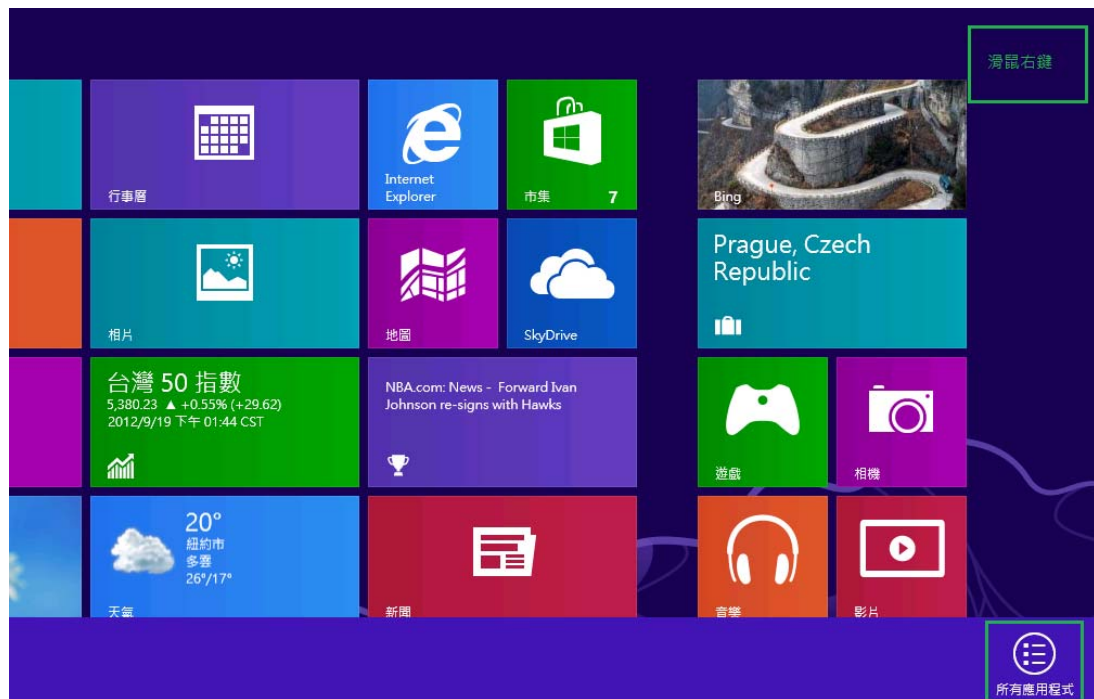 滑鼠右鍵
行事曆
Internet
Explorer
市集 7
Bing
相片
地圖
SkyDrive
Prague, Czech
Republic
台灣 50 指數
5,380.23 ▲ +0.55% (+29.62)
2012/9/19 下午 01:44 CST
NBA.com: News - Forward Ivan
Johnson re-signs with Hawks
遊戲
相機
20°
紐約市
多雲
26°/17°
天氣
新聞
音樂
影片
所有應用程式